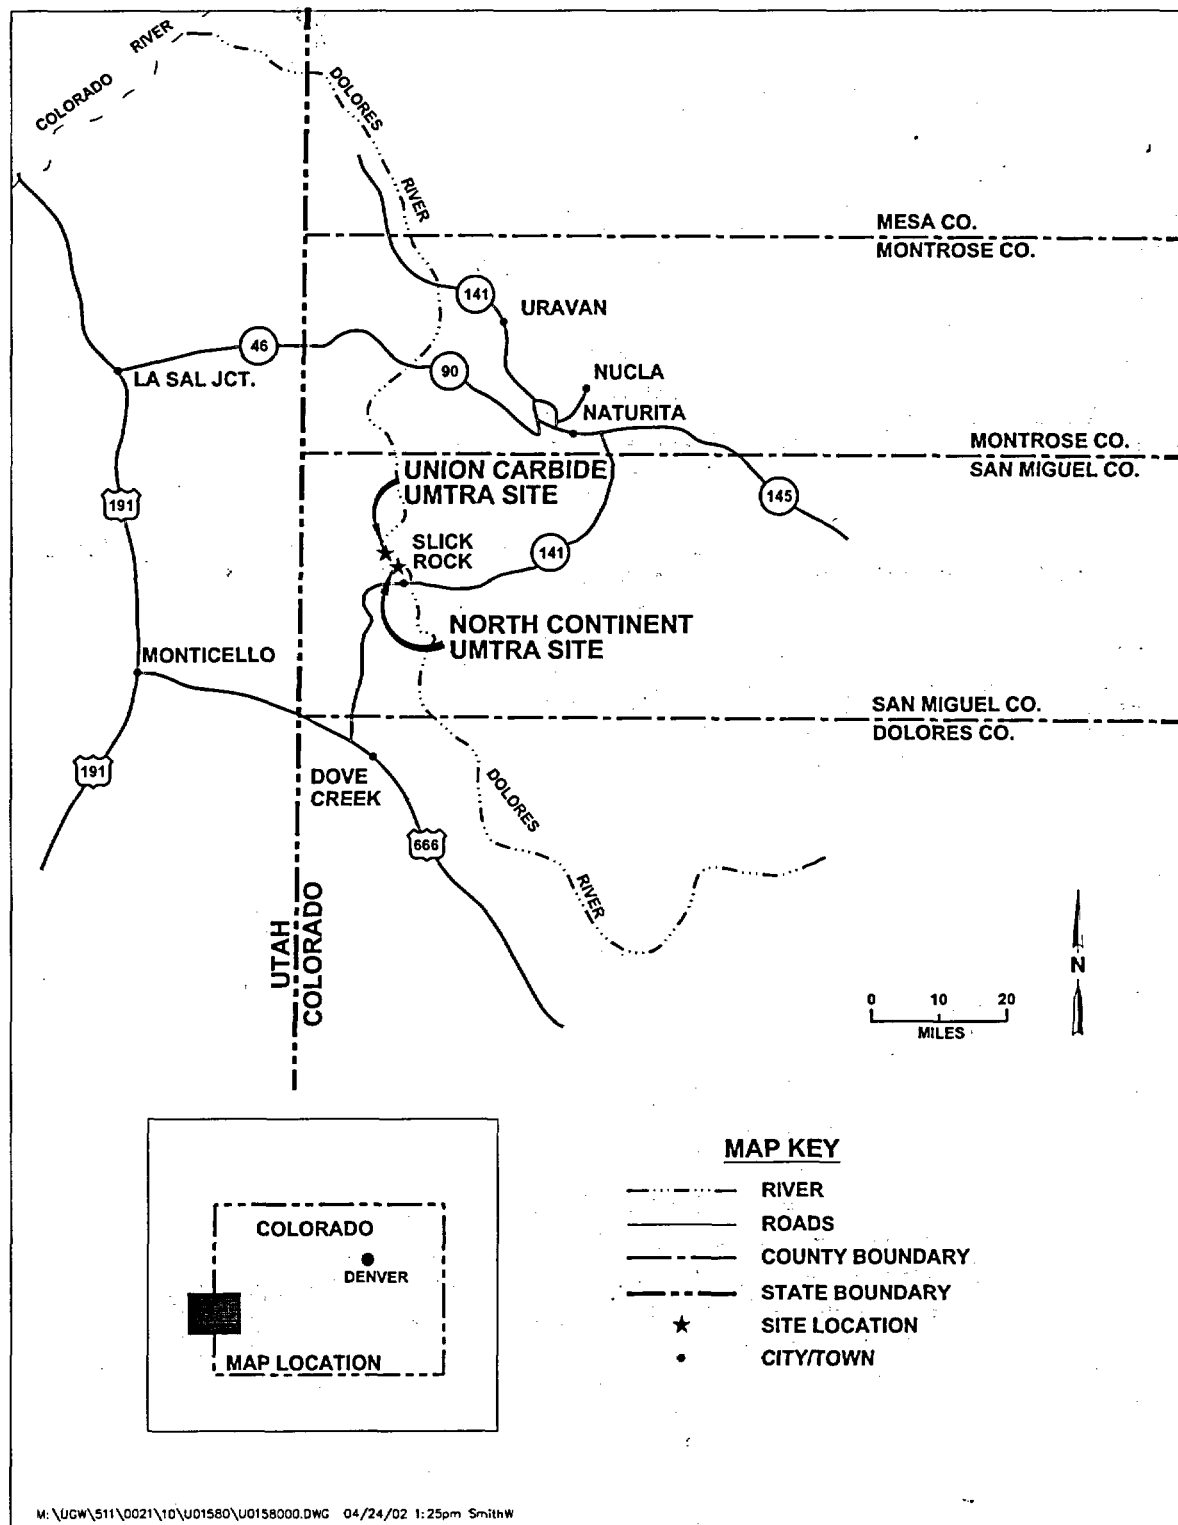 COLORADO RIVER
DOLORES RIVER
MESA CO.
MONTROSE CO.
141
URAVAN
46
LA SAL JCT.
90
NUCLA
NATURITA
MONTROSE CO.
SAN MIGUEL CO.
UNION CARBIDE
UMTRA SITE
145
191
SLICK
ROCK
141
NORTH CONTINENT
UMTRA SITE
MONTICELLO
SAN MIGUEL CO.
DOLORES CO.
191
DOVE
CREEK
DOLORES RIVER
666
UTAH
COLORADO
N
0 10 20
MILES
COLORADO
DENVER
MAP LOCATION
MAP KEY
RIVER
ROADS
COUNTY BOUNDARY
STATE BOUNDARY
SITE LOCATION
CITY/TOWN
M:\UGW\511\0021\10\U01580\U0158000.DWG 04/24/02 1:25pm SmithW